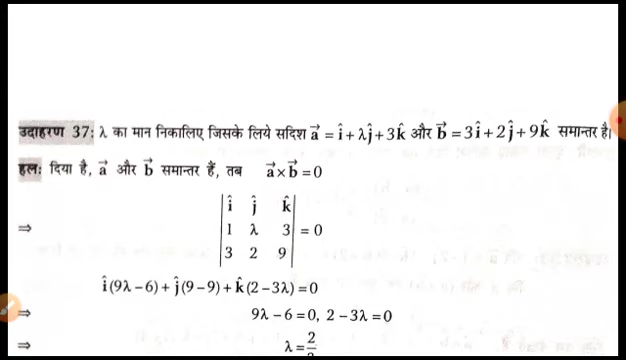 उदाहरण 37: λ का मान निकालिए जिसके लिये सदिश a⃗ = î + λĵ + 3k̂ और b⃗ = 3î + 2ĵ + 9k̂ समान्तर है।
हल: दिया है, a⃗ और b⃗ समान्तर हैं, तब a⃗ × b⃗ = 0
⇒ | î ĵ k̂ |
| 1 λ 3 | = 0
| 3 2 9 |
î(9λ − 6) + ĵ(9 − 9) + k̂(2 − 3λ) = 0
⇒ 9λ − 6 = 0, 2 − 3λ = 0
⇒ λ = 2/